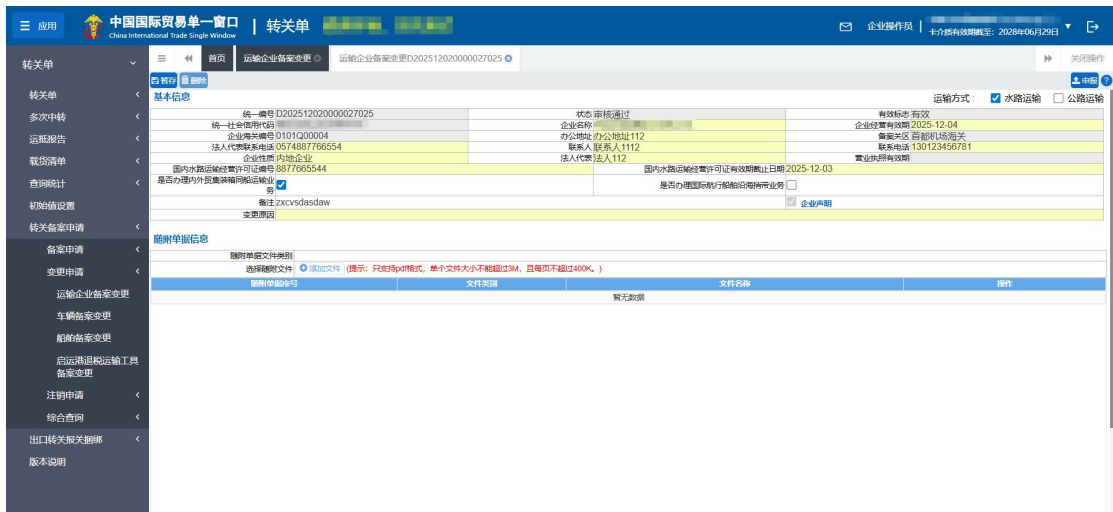 应用
中国国际贸易单一窗口
China International Trade Single Window
转关单
企业操作员
卡介质有效期截至: 2028年06月29日
转关单
首页
运输企业备案变更
运输企业备案变更D202512020000027025
关闭操作
暂存
删除
申报
转关单
多次中转
运抵报告
载货清单
查询统计
初始值设置
转关备案申请
备案申请
变更申请
运输企业备案变更
车辆备案变更
船舶备案变更
启运港退税运输工具
备案变更
注销申请
综合查询
出口转关报关捆绑
版本说明
基本信息
运输方式: 水路运输 公路运输
统一编号 D202512020000027025 状态 审核通过 有效标志 有效
统一社会信用代码 企业名称 企业经营有效期 2025-12-04
企业海关编号 0101Q00004 办公地址 办公地址112 备案关区 首都机场海关
法人代表联系电话 0574887766554 联系人 联系人1112 联系电话 130123456781
企业性质 内地企业 法人代表 法人112 营业执照有效期
国内水路运输经营许可证编号 8877665544 国内水路运输经营许可证有效期截止日期 2025-12-03
是否办理内外贸集装箱同船运输业
务
是否办理国际航行船舶沿海捎带业务
备注 zxcvsdasdaw 企业声明
变更原因
随附单据信息
随附单据文件类别
选择随附文件 添加文件 (提示: 只支持pdf格式, 单个文件大小不能超过3M, 且每页不超过400K。)
随附单据序号 文件类别 文件名称 操作
暂无数据